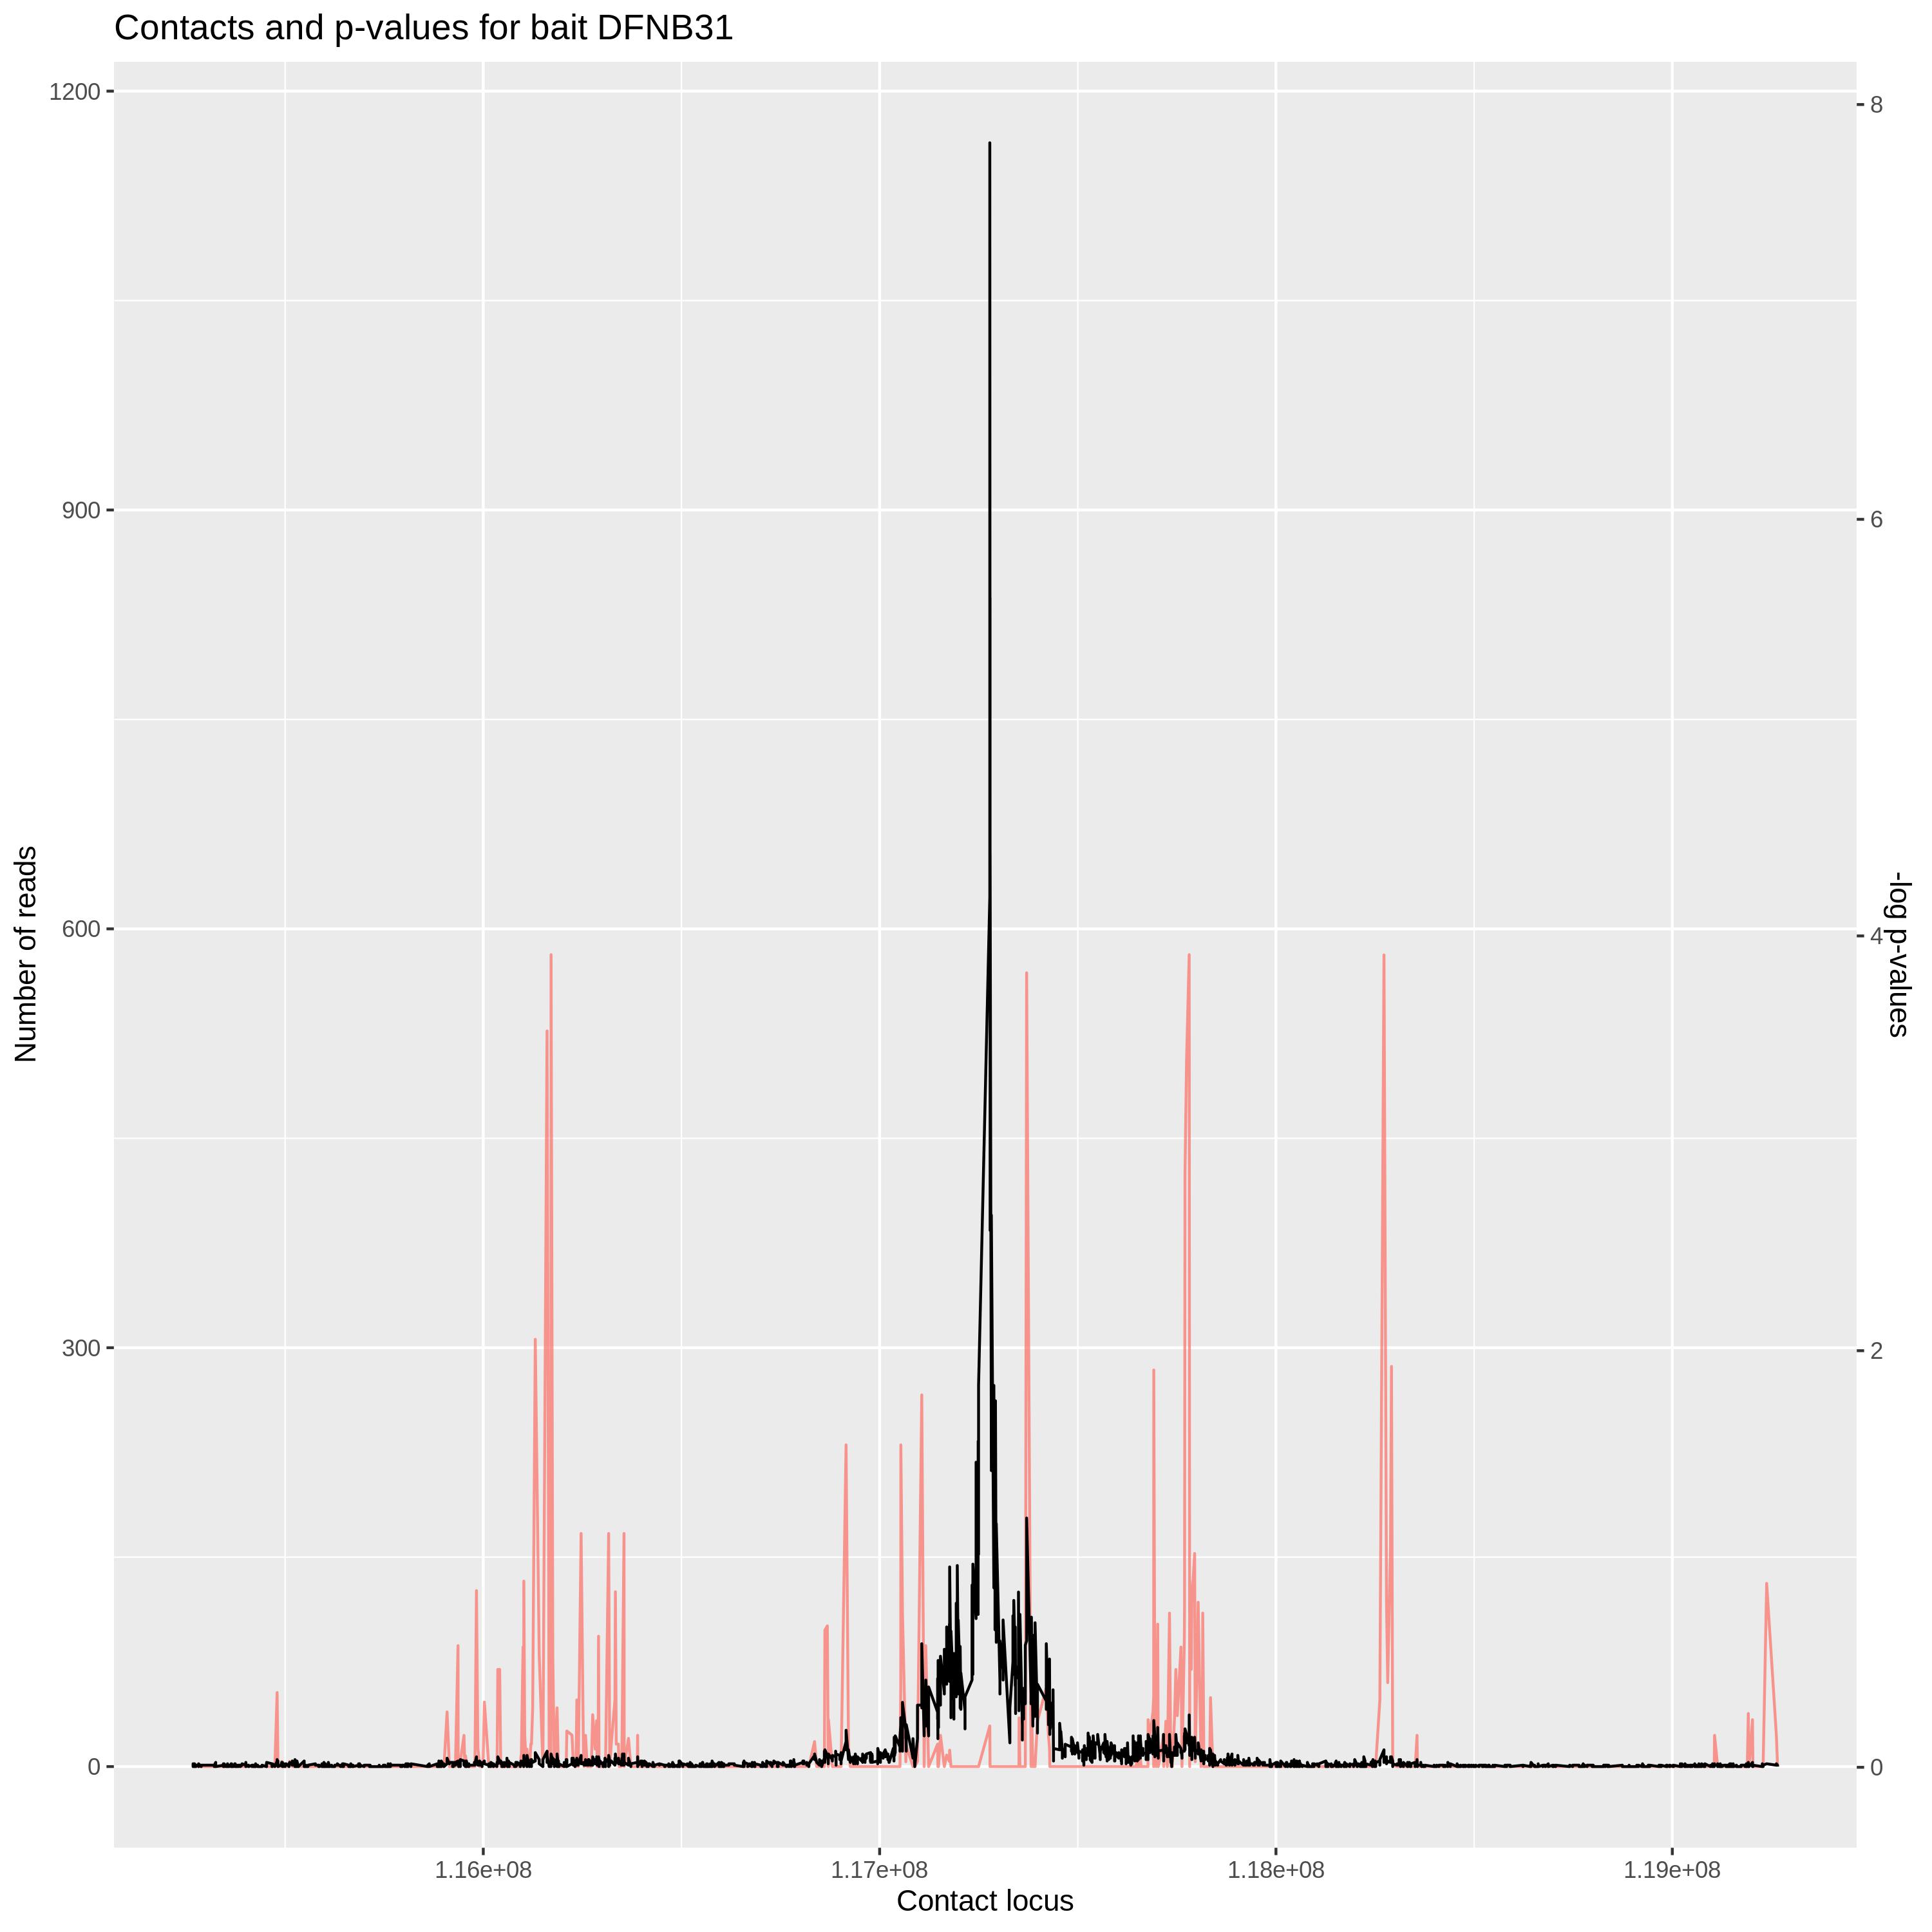 Contacts and p-values for bait DFNB31
1200
900
600
300
0
Number of reads
8
6
4
2
0
-log p-values
1.16e+08
1.17e+08
1.18e+08
1.19e+08
Contact locus